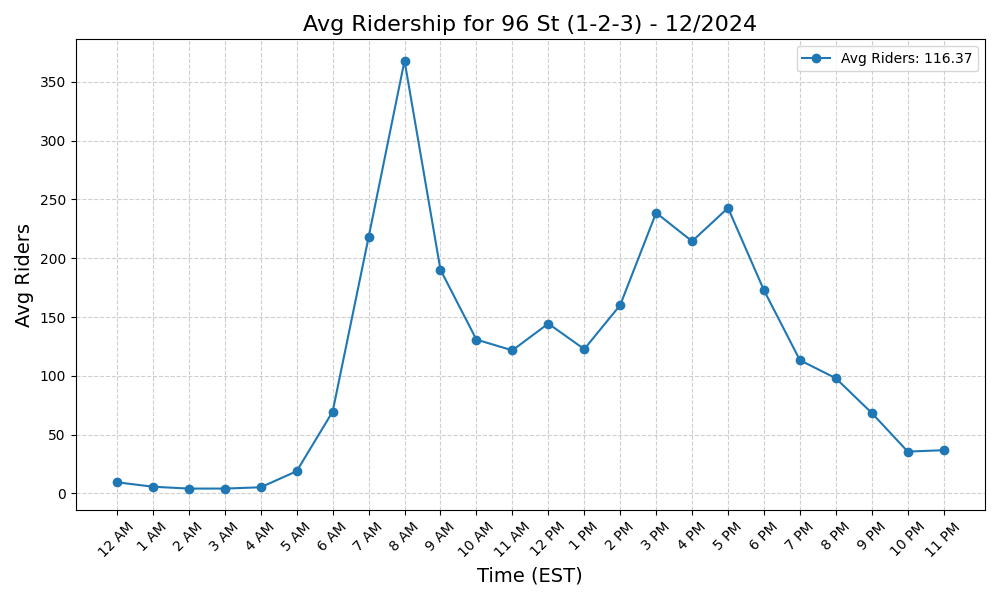 Avg Ridership for 96 St (1-2-3) - 12/2024
Avg Riders: 116.37
Avg Riders
350
300
250
200
150
100
50
0
12 AM
1 AM
2 AM
3 AM
4 AM
5 AM
6 AM
7 AM
8 AM
9 AM
10 AM
11 AM
12 PM
1 PM
2 PM
3 PM
4 PM
5 PM
6 PM
7 PM
8 PM
9 PM
10 PM
11 PM
Time (EST)